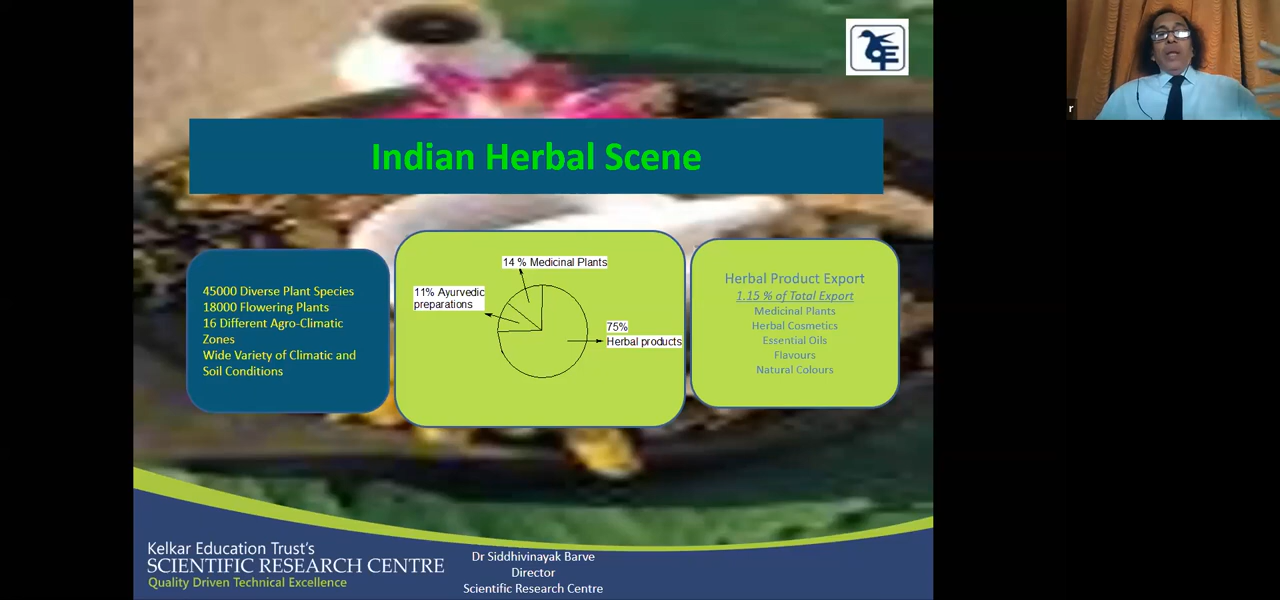 Indian Herbal Scene
45000 Diverse Plant Species
18000 Flowering Plants
16 Different Agro-Climatic
Zones
Wide Variety of Climatic and
Soil Conditions
14 % Medicinal Plants
11% Ayurvedic
preparations
75%
Herbal products
Herbal Product Export
1.15 % of Total Export
Medicinal Plants
Herbal Cosmetics
Essential Oils
Flavours
Natural Colours
Kelkar Education Trust's
SCIENTIFIC RESEARCH CENTRE
Quality Driven Technical Excellence
Dr Siddhivinayak Barve
Director
Scientific Research Centre
r